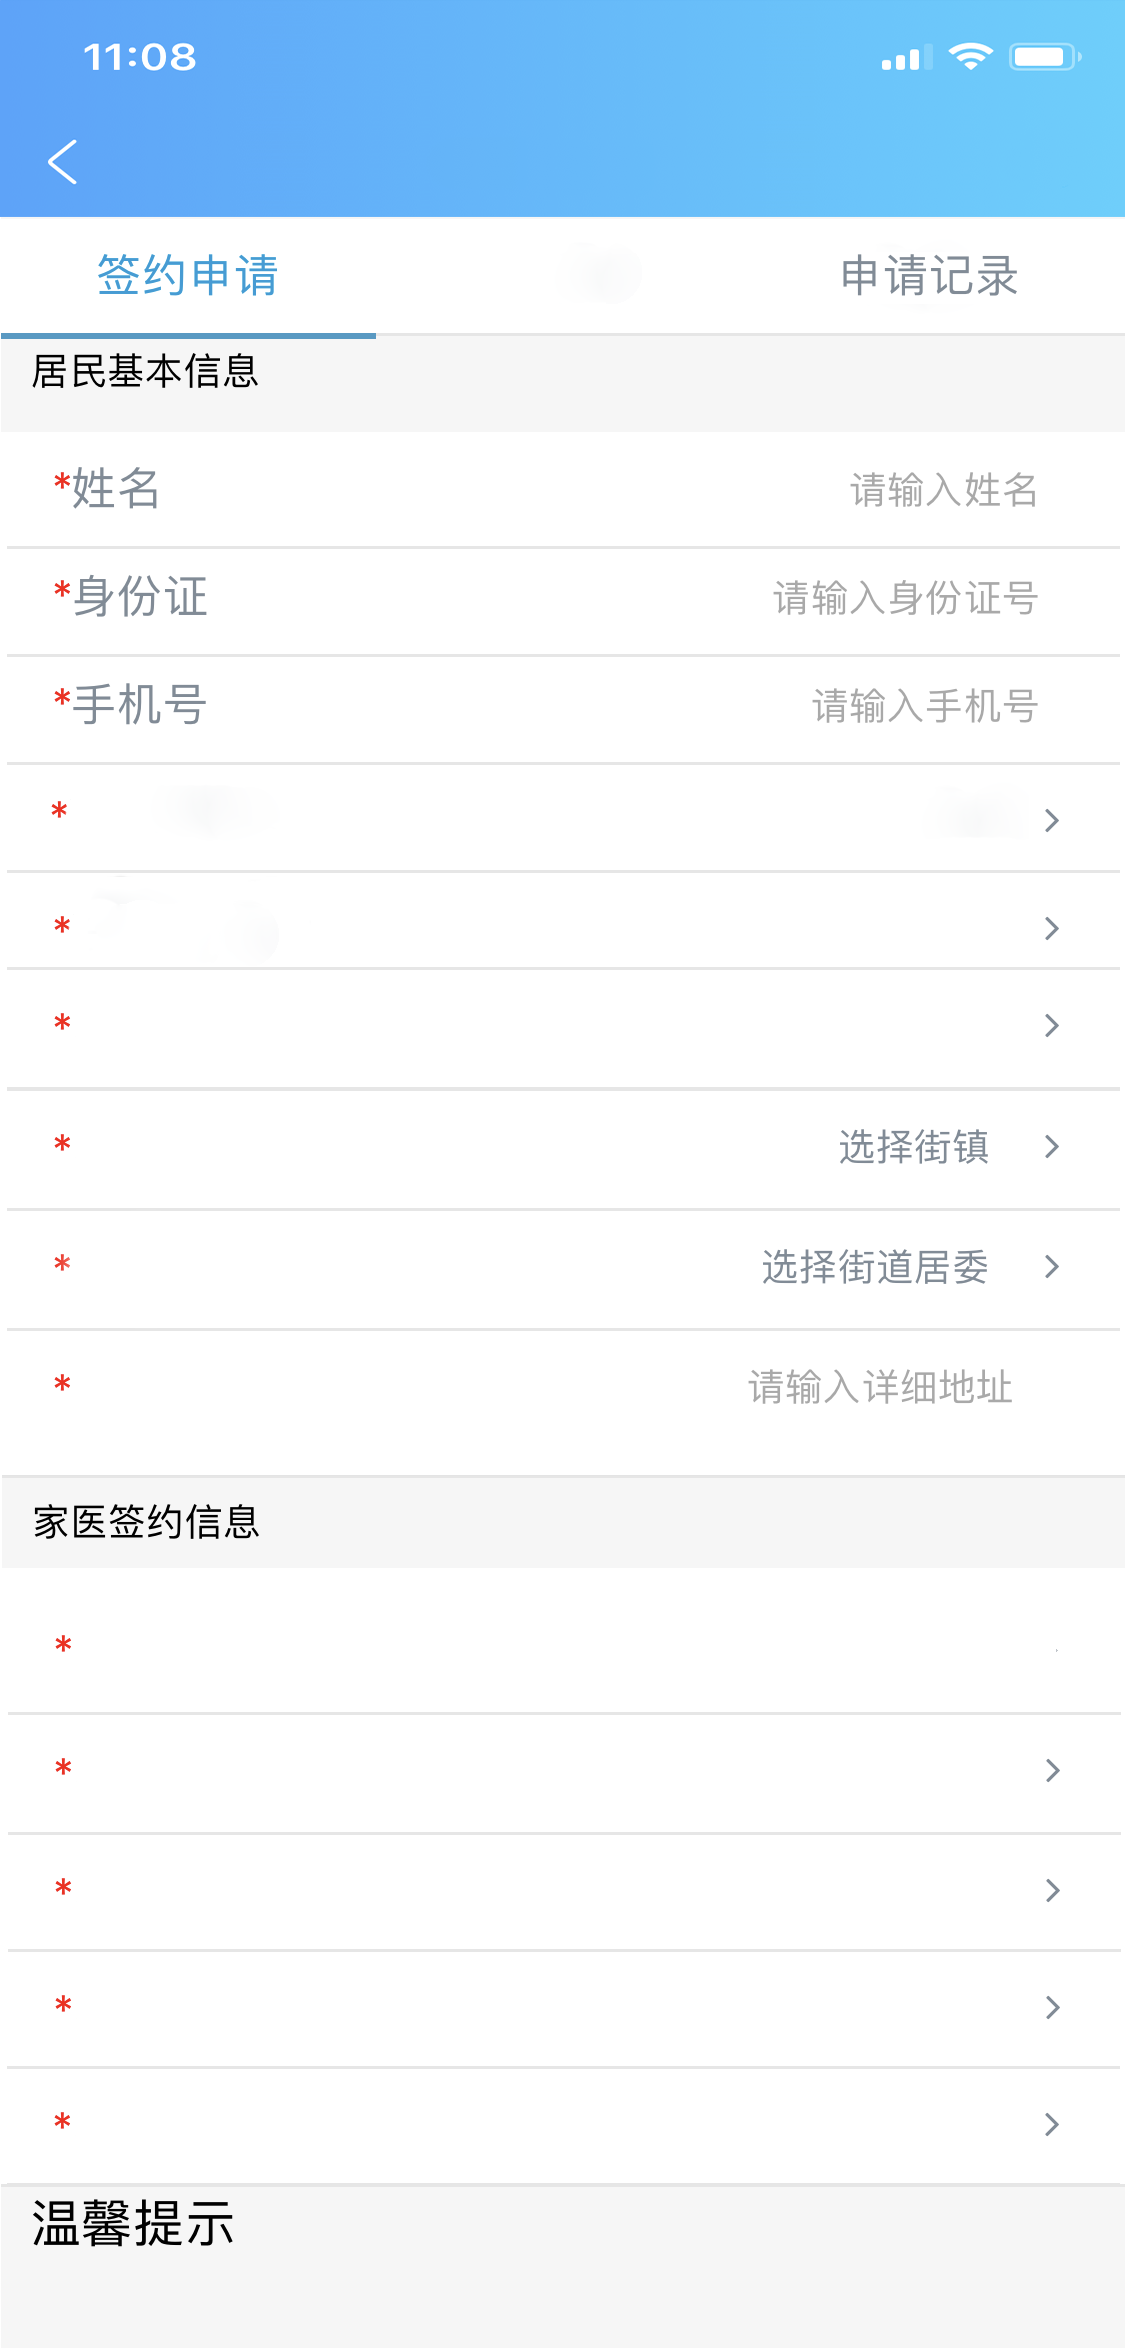 11:08
签约申请 申请记录
居民基本信息
*姓名 请输入姓名
*身份证 请输入身份证号
*手机号 请输入手机号
*
*
*
* 选择街镇
* 选择街道居委
* 请输入详细地址
家医签约信息
*
*
*
*
*
温馨提示